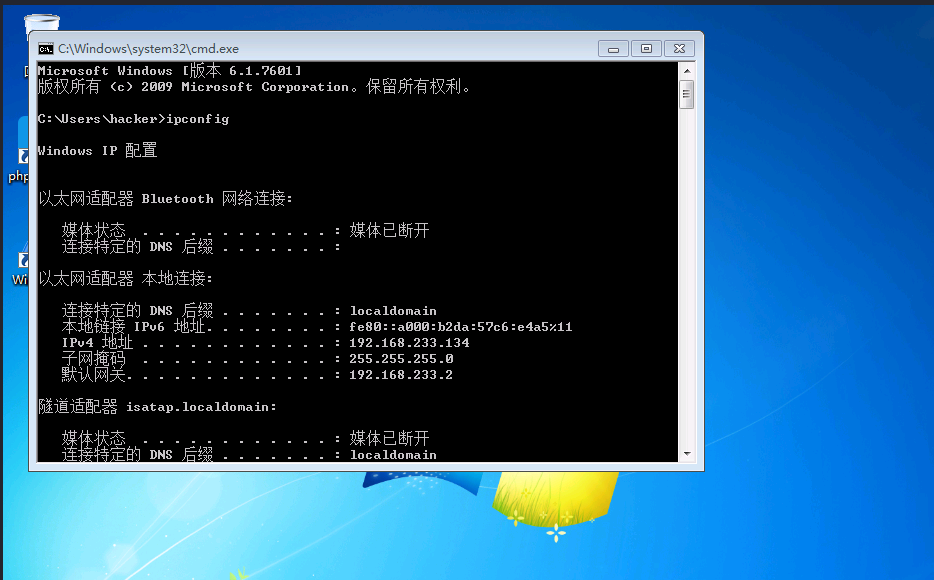 C:\Windows\system32\cmd.exe
Microsoft Windows [版本 6.1.7601]
版权所有 (c) 2009 Microsoft Corporation。保留所有权利。
C:\Users\hacker>ipconfig
Windows IP 配置
以太网适配器 Bluetooth 网络连接:
媒体状态 . . . . . . . . . . . . : 媒体已断开
连接特定的 DNS 后缀 . . . . . . . :
以太网适配器 本地连接:
连接特定的 DNS 后缀 . . . . . . . : localdomain
本地链接 IPv6 地址. . . . . . . . : fe80::a000:b2da:57c6:e4a5%11
IPv4 地址 . . . . . . . . . . . . : 192.168.233.134
子网掩码 . . . . . . . . . . . . : 255.255.255.0
默认网关. . . . . . . . . . . . . : 192.168.233.2
隧道适配器 isatap.localdomain:
媒体状态 . . . . . . . . . . . . : 媒体已断开
连接特定的 DNS 后缀 . . . . . . . : localdomain
php
Wi